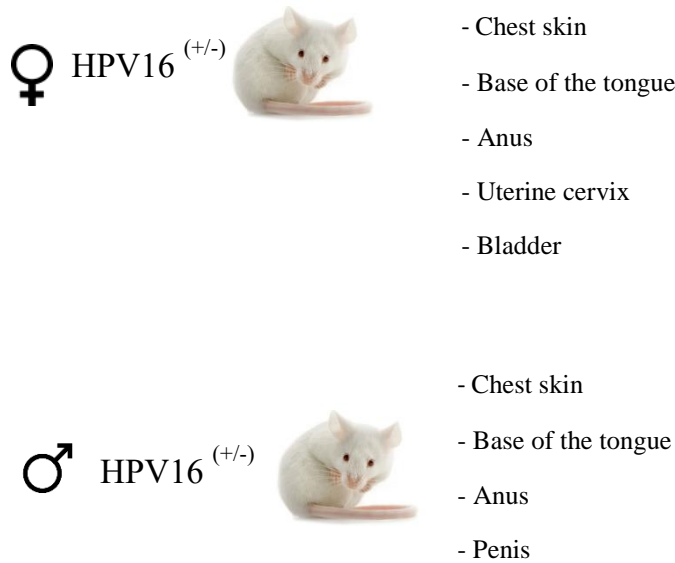 ♀ HPV16 (+/-)
- Chest skin
- Base of the tongue
- Anus
- Uterine cervix
- Bladder
♂ HPV16 (+/-)
- Chest skin
- Base of the tongue
- Anus
- Penis